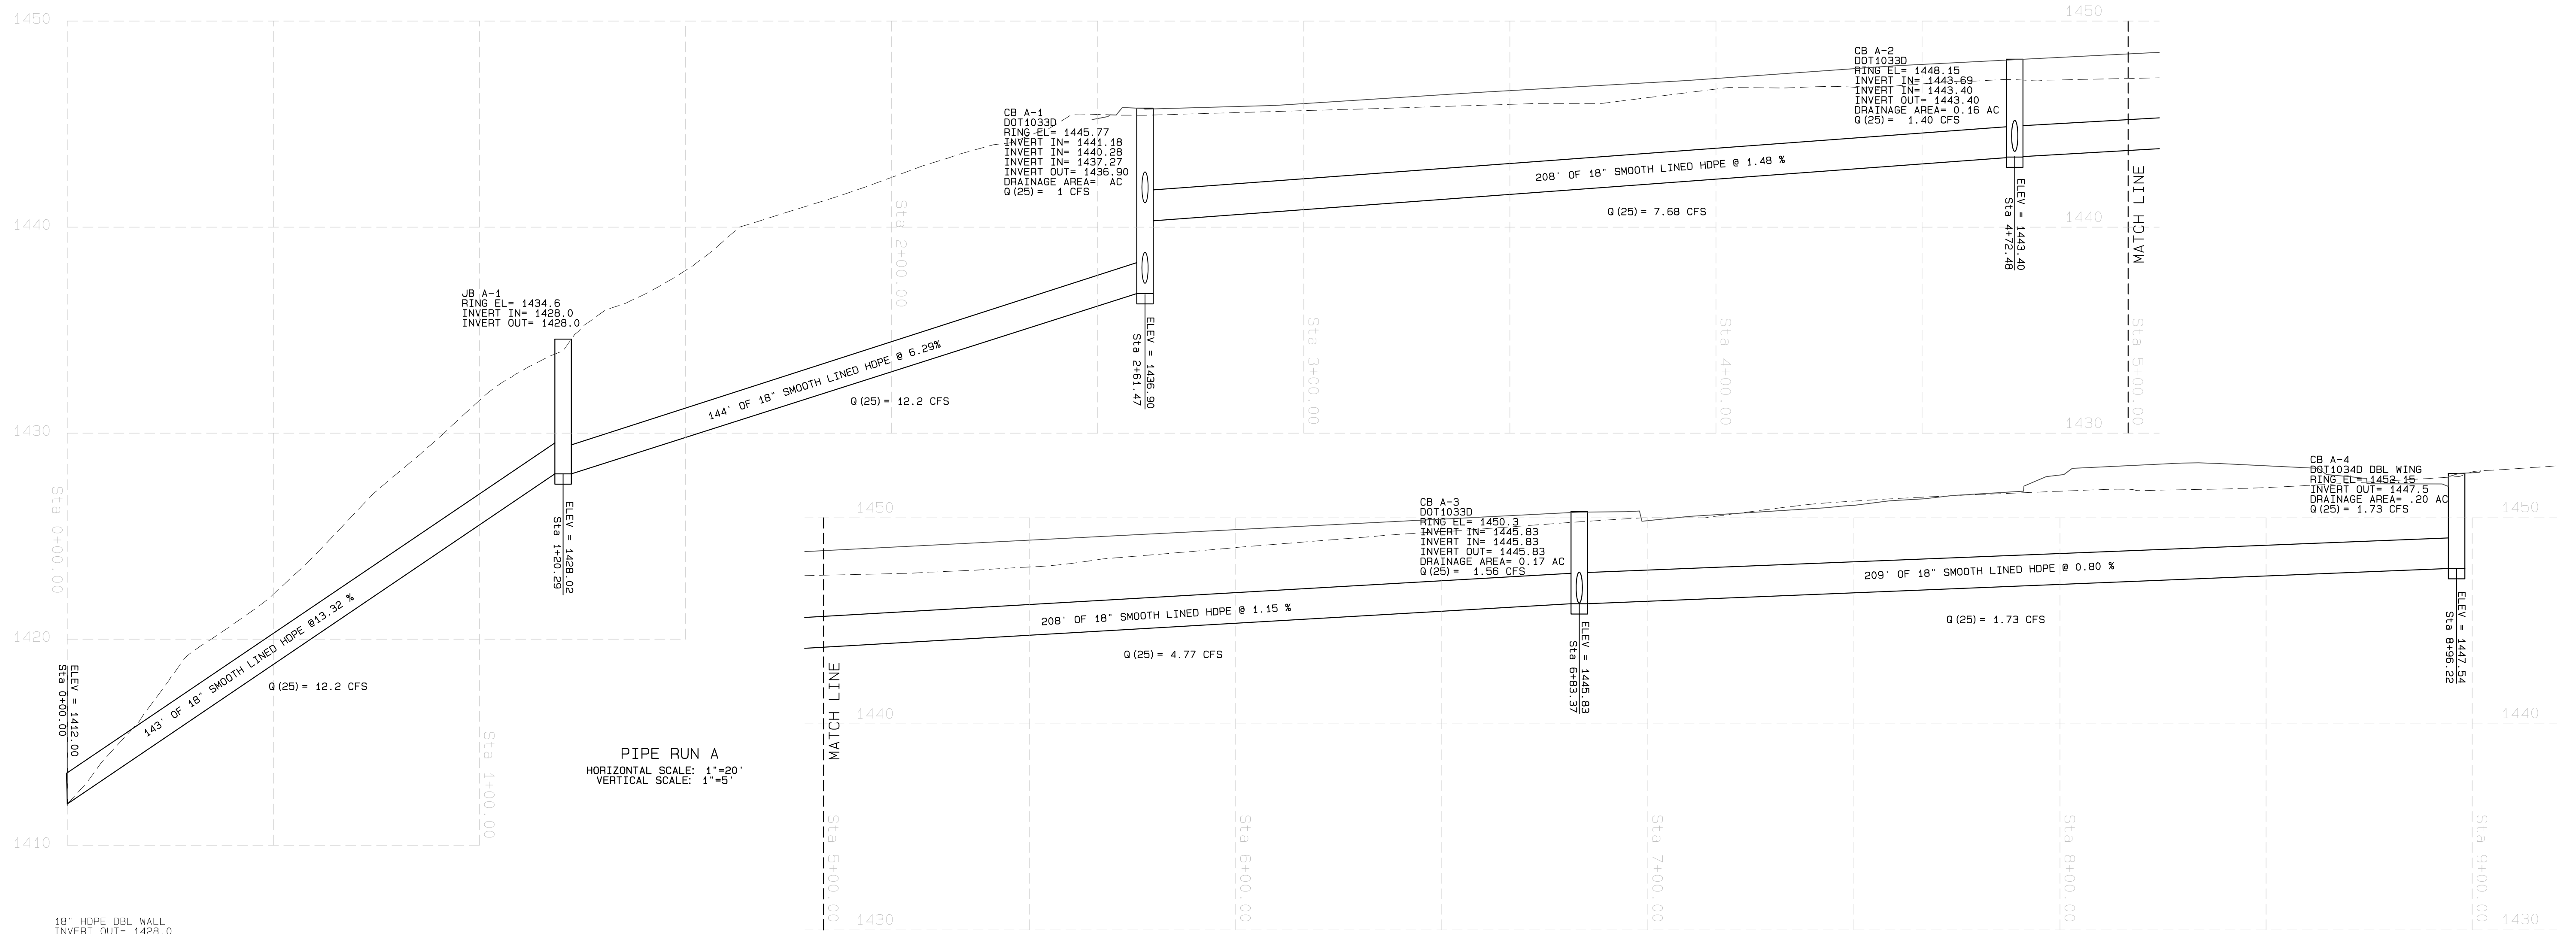 1450
1450
CB A-2
DOT1033D
RING EL= 1448.15
INVERT IN= 1443.69
INVERT IN= 1443.40
INVERT OUT= 1443.40
DRAINAGE AREA= 0.16 AC
Q(25)= 1.40 CFS
CB A-1
DOT1033D
RING EL= 1445.77
INVERT IN= 1441.18
INVERT IN= 1440.28
INVERT IN= 1437.27
INVERT OUT= 1436.90
DRAINAGE AREA= AC
Q(25)= 1 CFS
208' OF 18" SMOOTH LINED HDPE @ 1.48 %
Q(25)= 7.68 CFS
ELEV = 1443.40
Sta 4+72.48
MATCH LINE
1440
1440
Sta 2+00.00
JB A-1
RING EL= 1434.6
INVERT IN= 1428.0
INVERT OUT= 1428.0
144' OF 18" SMOOTH LINED HDPE @ 6.29%
Q(25)= 12.2 CFS
ELEV = 1436.90
Sta 2+61.47
Sta 3+00.00
Sta 4+00.00
Sta 5+00.00
1430
1430
Sta 0+00.00
ELEV = 1428.02
Sta 1+20.29
143' OF 18" SMOOTH LINED HDPE @13.32 %
Q(25)= 12.2 CFS
1420
ELEV = 1412.00
Sta 0+00.00
Sta 1+00.00
1410
PIPE RUN A
HORIZONTAL SCALE: 1"=20'
VERTICAL SCALE: 1"=5'
CB A-4
DOT1034D DBL WING
RING EL= 1452.15
INVERT OUT= 1447.5
DRAINAGE AREA= .20 AC
Q(25)= 1.73 CFS
1450
1450
CB A-3
DOT1033D
RING EL= 1450.3
INVERT IN= 1445.83
INVERT IN= 1445.83
INVERT OUT= 1445.83
DRAINAGE AREA= 0.17 AC
Q(25)= 1.56 CFS
208' OF 18" SMOOTH LINED HDPE @ 1.15 %
Q(25)= 4.77 CFS
209' OF 18" SMOOTH LINED HDPE @ 0.80 %
Q(25)= 1.73 CFS
ELEV = 1445.83
Sta 6+83.37
ELEV = 1447.54
Sta 8+96.22
MATCH LINE
1440
1440
Sta 5+00.00
Sta 6+00.00
Sta 7+00.00
Sta 8+00.00
Sta 9+00.00
1430
1430
18" HDPE DBL WALL
INVERT OUT= 1428.0